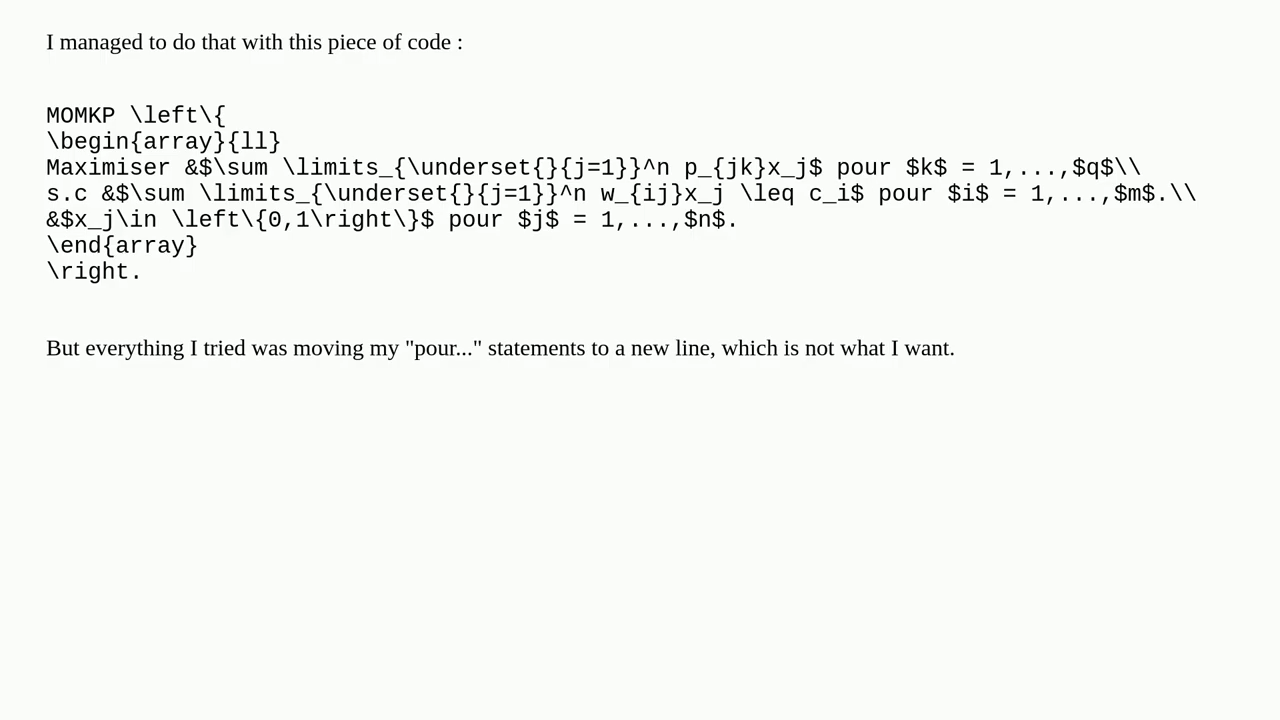 I managed to do that with this piece of code :
MOMKP \left\{
\begin{array}{ll}
Maximiser &$\sum \limits_{\underset{}{j=1}}^n p_{jk}x_j$ pour $k$ = 1,...,$q$\\
s.c &$\sum \limits_{\underset{}{j=1}}^n w_{ij}x_j \leq c_i$ pour $i$ = 1,...,$m$.\\
&$x_j\in \left\{0,1\right\}$ pour $j$ = 1,...,$n$.
\end{array}
\right.
But everything I tried was moving my "pour..." statements to a new line, which is not what I want.